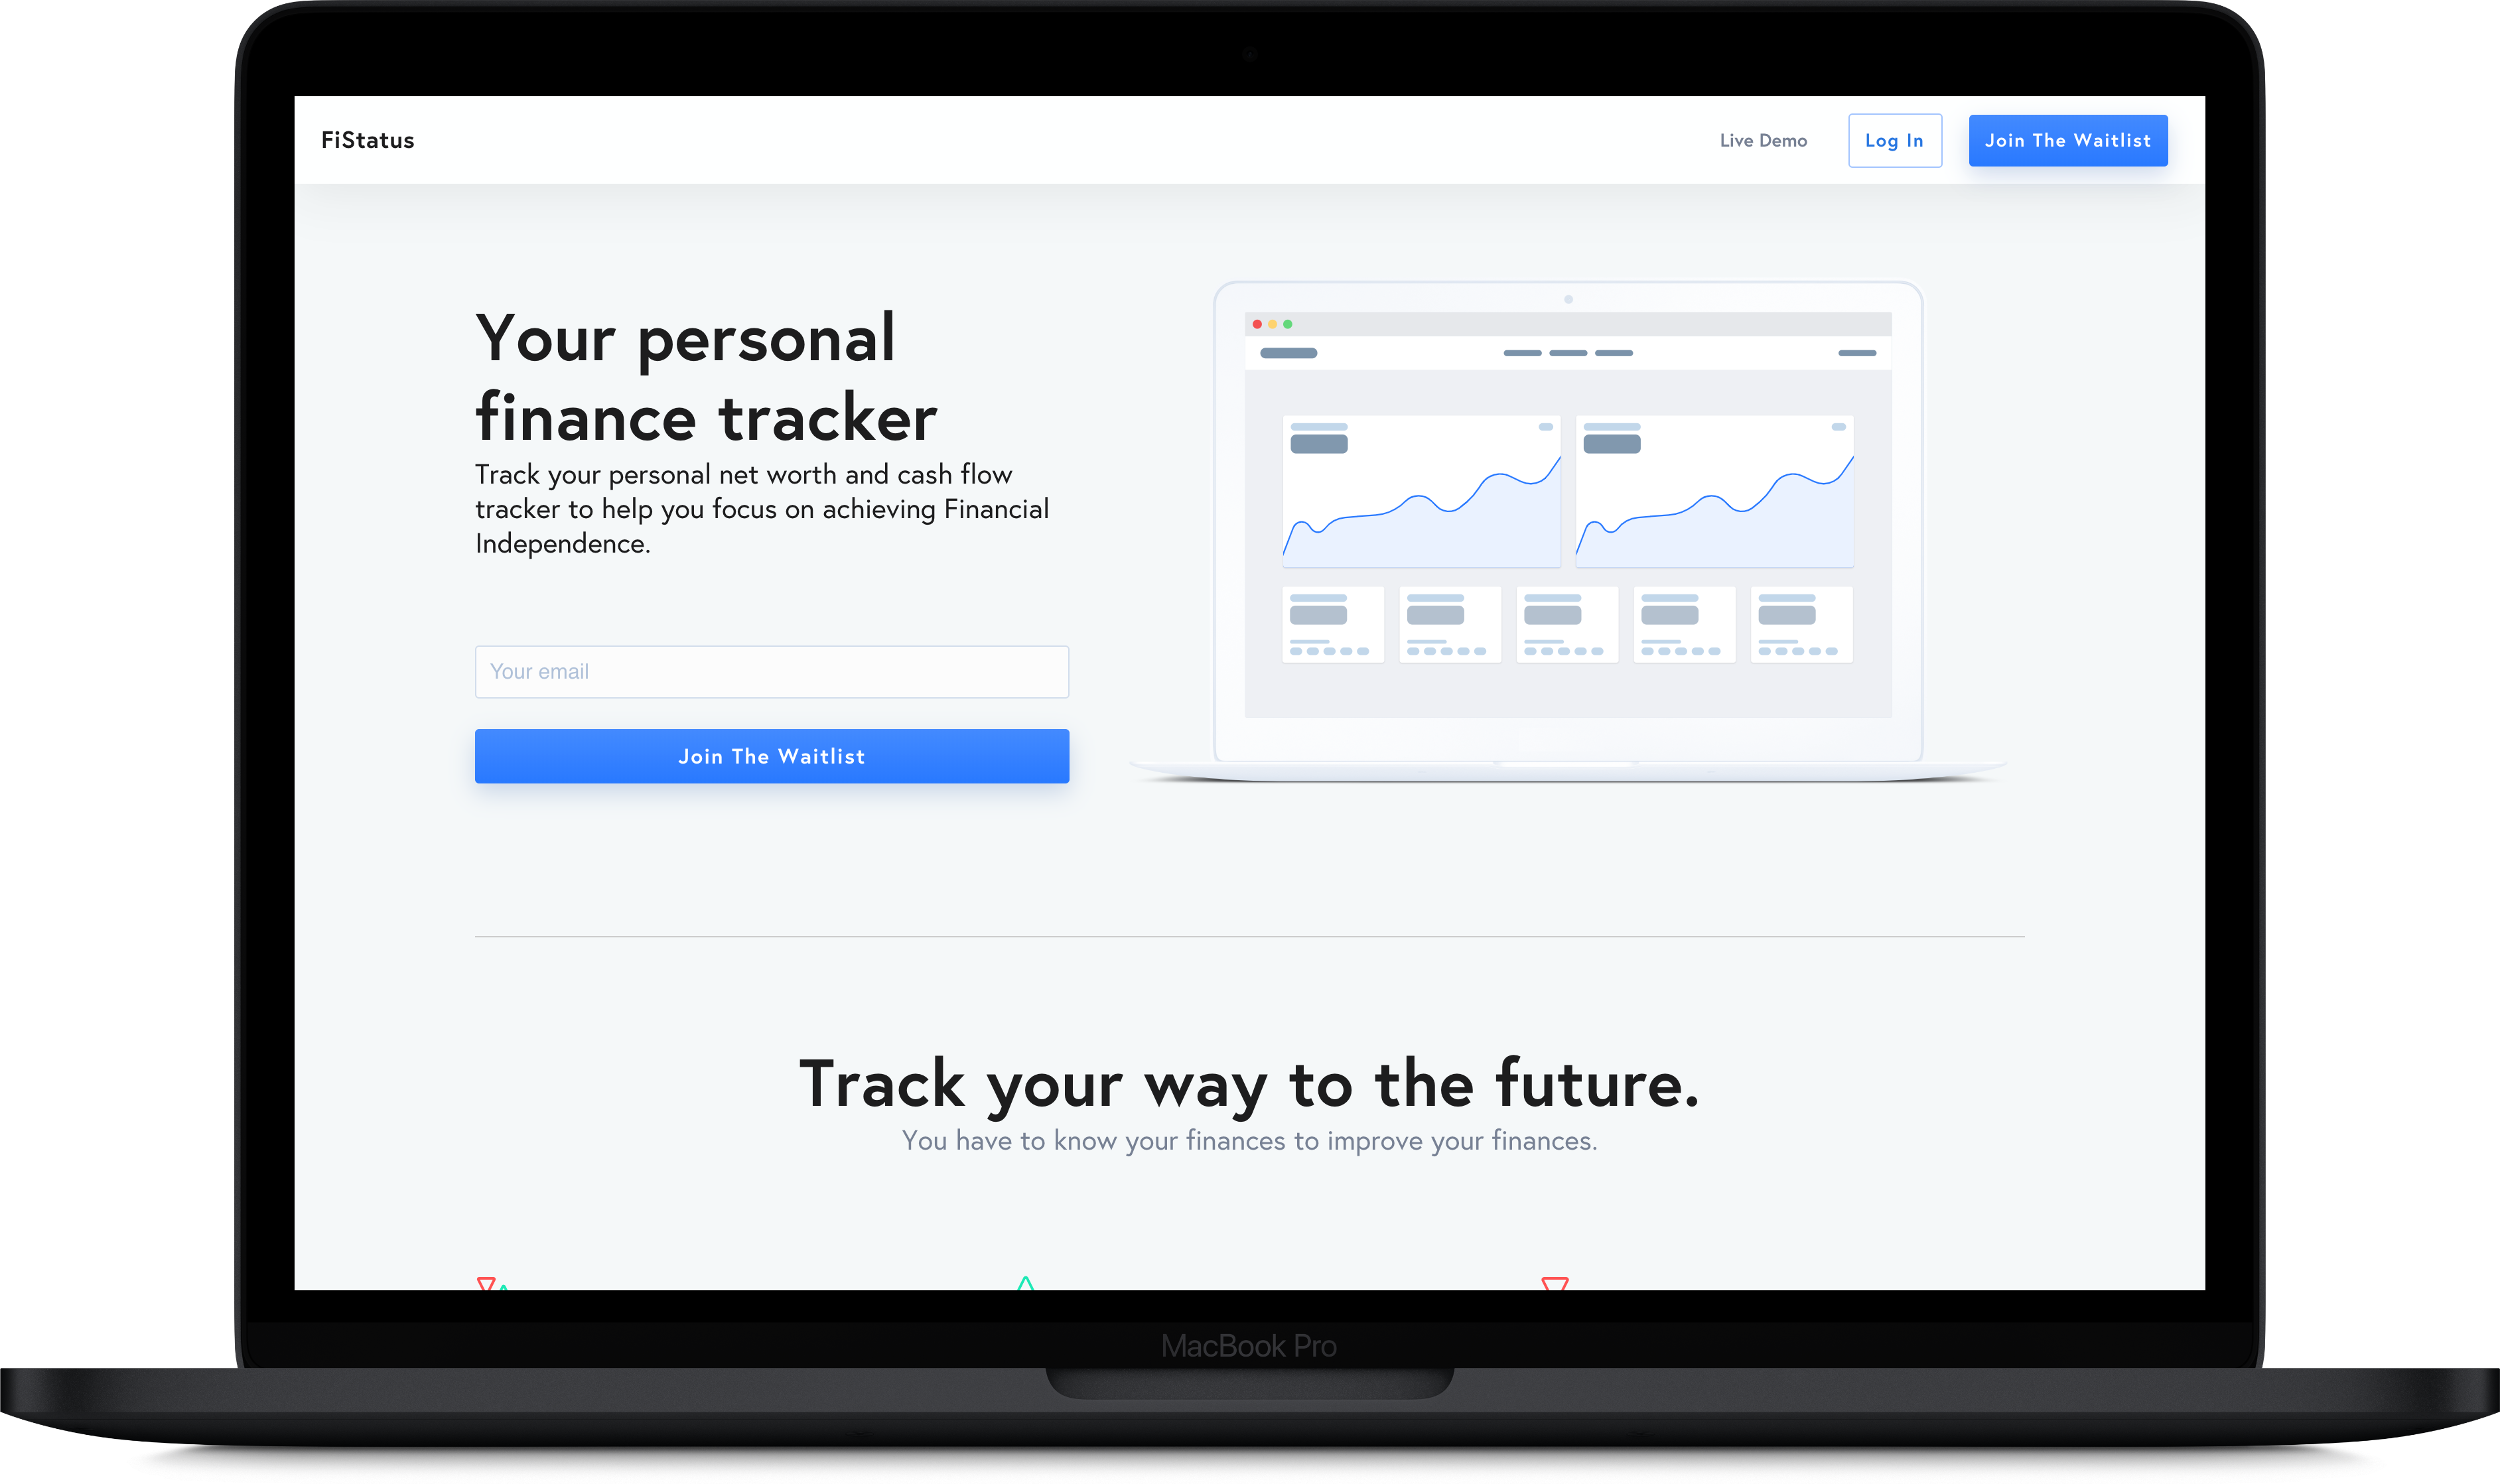 FiStatus
Live Demo
Log In
Join The Waitlist
Your personal
finance tracker
Track your personal net worth and cash flow
tracker to help you focus on achieving Financial
Independence.
Your email
Join The Waitlist
Track your way to the future.
You have to know your finances to improve your finances.
MacBook Pro